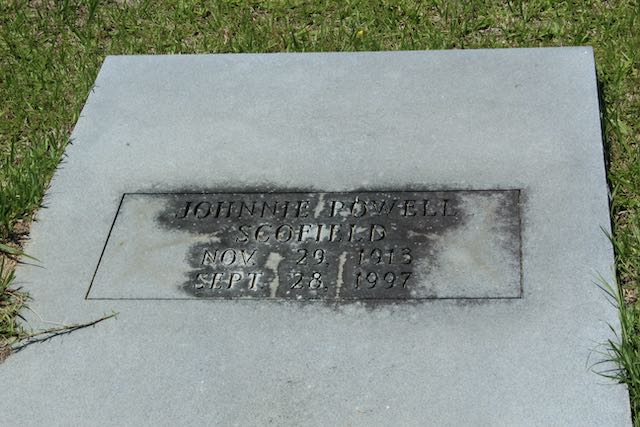 JOHNNIE POWELL
SCOFIELD
NOV. 29, 1913
SEPT. 28, 1997